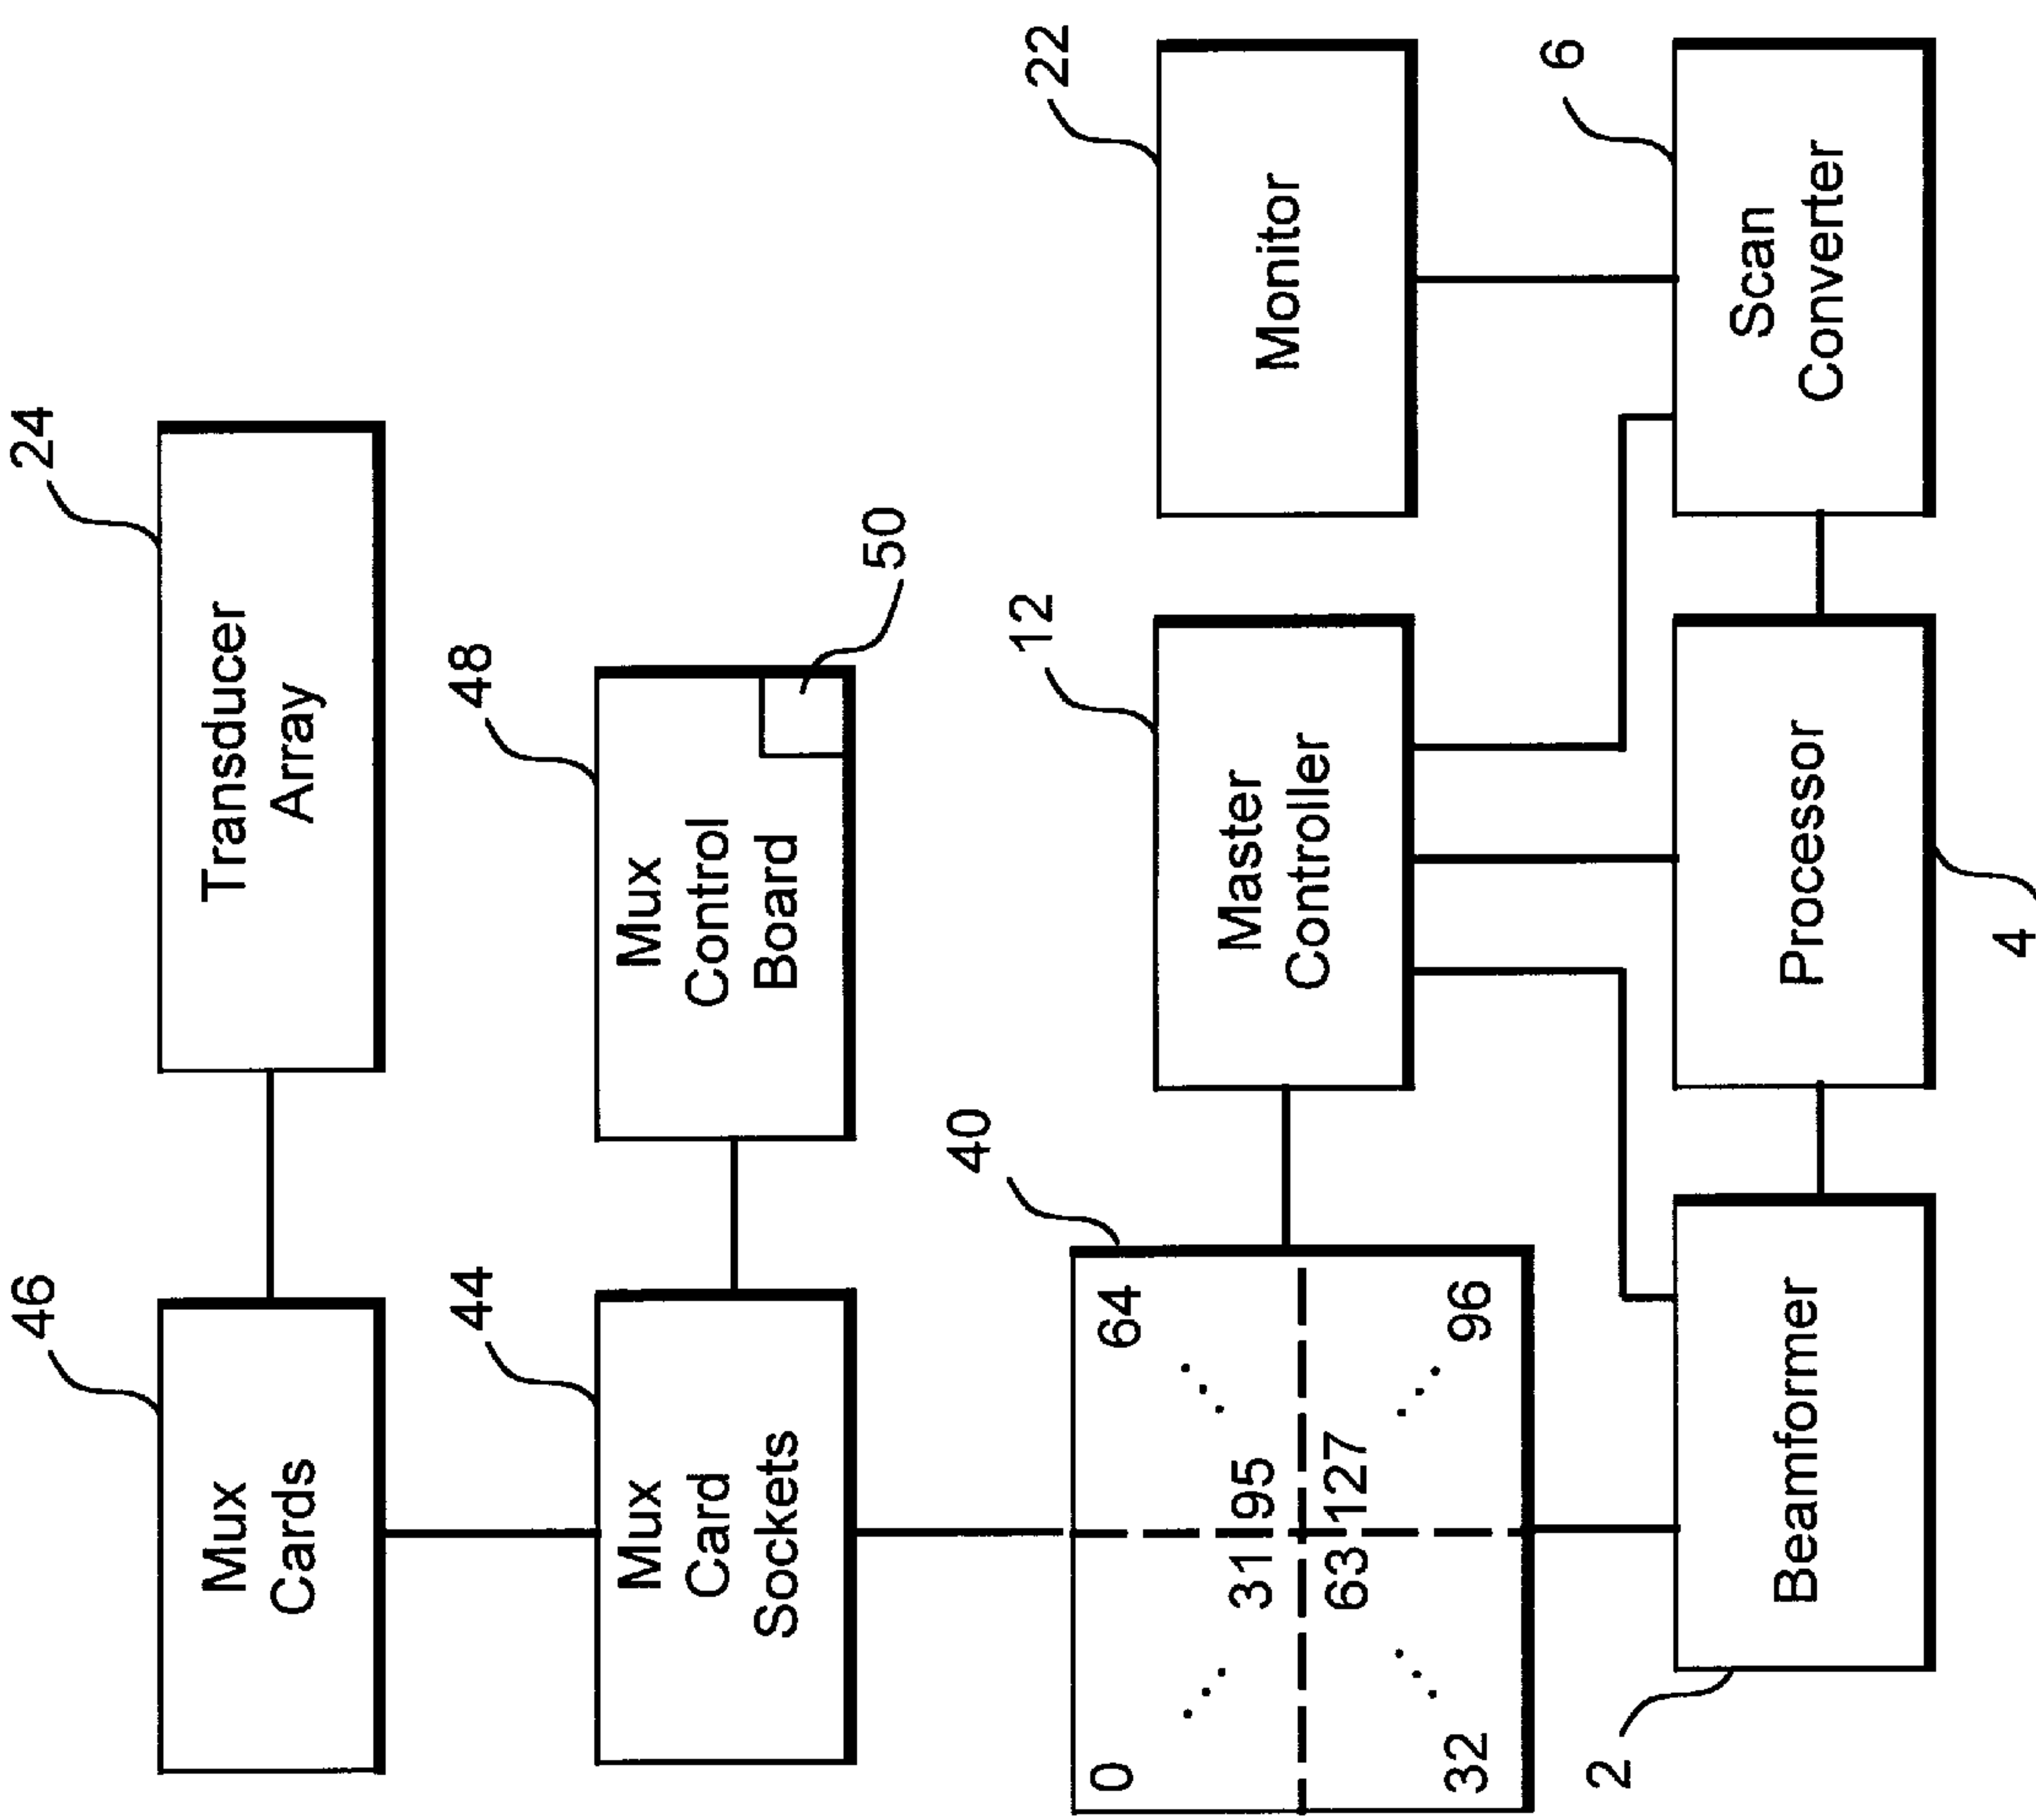 46
24
Mux
Cards
Transducer
Array
44
48
Mux
Card
Sockets
Mux
Control
Board
50
40
12
22
0
64
31
95
63
127
32
96
Master
Controller
Monitor
2
6
Beamformer
Processor
Scan
Converter
4